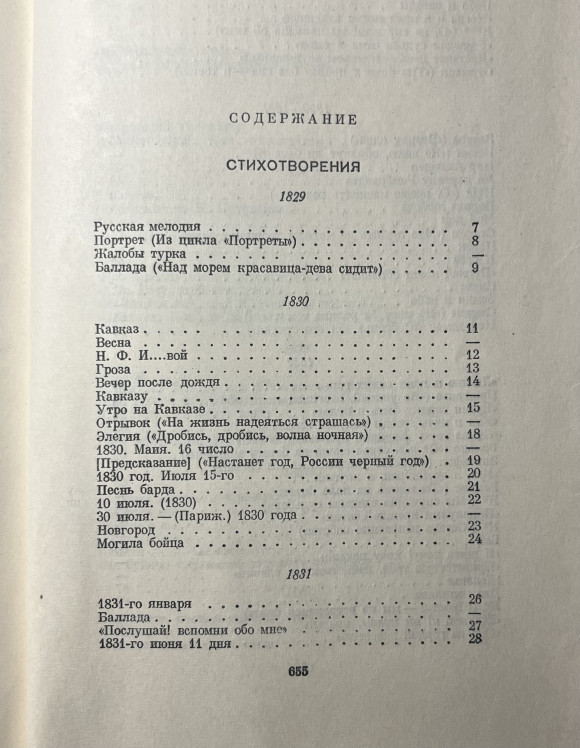 СОДЕРЖАНИЕ
СТИХОТВОРЕНИЯ
1829
Русская мелодия . . . . . . . . . . . . . . . . . . 7
Портрет (Из цикла «Портреты») . . . . . . . . . . . 8
Жалобы турка . . . . . . . . . . . . . . . . . . . —
Баллада («Над морем красавица-дева сидит») . . . . . 9
1830
Кавказ . . . . . . . . . . . . . . . . . . . . . . 11
Весна . . . . . . . . . . . . . . . . . . . . . . —
Н. Ф. И....вой . . . . . . . . . . . . . . . . . . 12
Гроза . . . . . . . . . . . . . . . . . . . . . . 13
Вечер после дождя . . . . . . . . . . . . . . . . . 14
Кавказу . . . . . . . . . . . . . . . . . . . . . —
Утро на Кавказе . . . . . . . . . . . . . . . . . . 15
Отрывок («На жизнь надеяться страшась») . . . . . . —
Элегия («Дробись, дробись, волна ночная») . . . . . 18
1830. Маия. 16 число . . . . . . . . . . . . . . . —
[Предсказание] («Настанет год, России черный год») . 19
1830 год. Июля 15-го . . . . . . . . . . . . . . . 20
Песнь барда . . . . . . . . . . . . . . . . . . . . 21
10 июля. (1830) . . . . . . . . . . . . . . . . . . 22
30 июля. — (Париж.) 1830 года . . . . . . . . . . . —
Новгород . . . . . . . . . . . . . . . . . . . . . 23
Могила бойца . . . . . . . . . . . . . . . . . . . 24
1831
1831-го января . . . . . . . . . . . . . . . . . . 26
Баллада . . . . . . . . . . . . . . . . . . . . . —
«Послушай! вспомни обо мне» . . . . . . . . . . . . 27
1831-го июня 11 дня . . . . . . . . . . . . . . . . 28
655